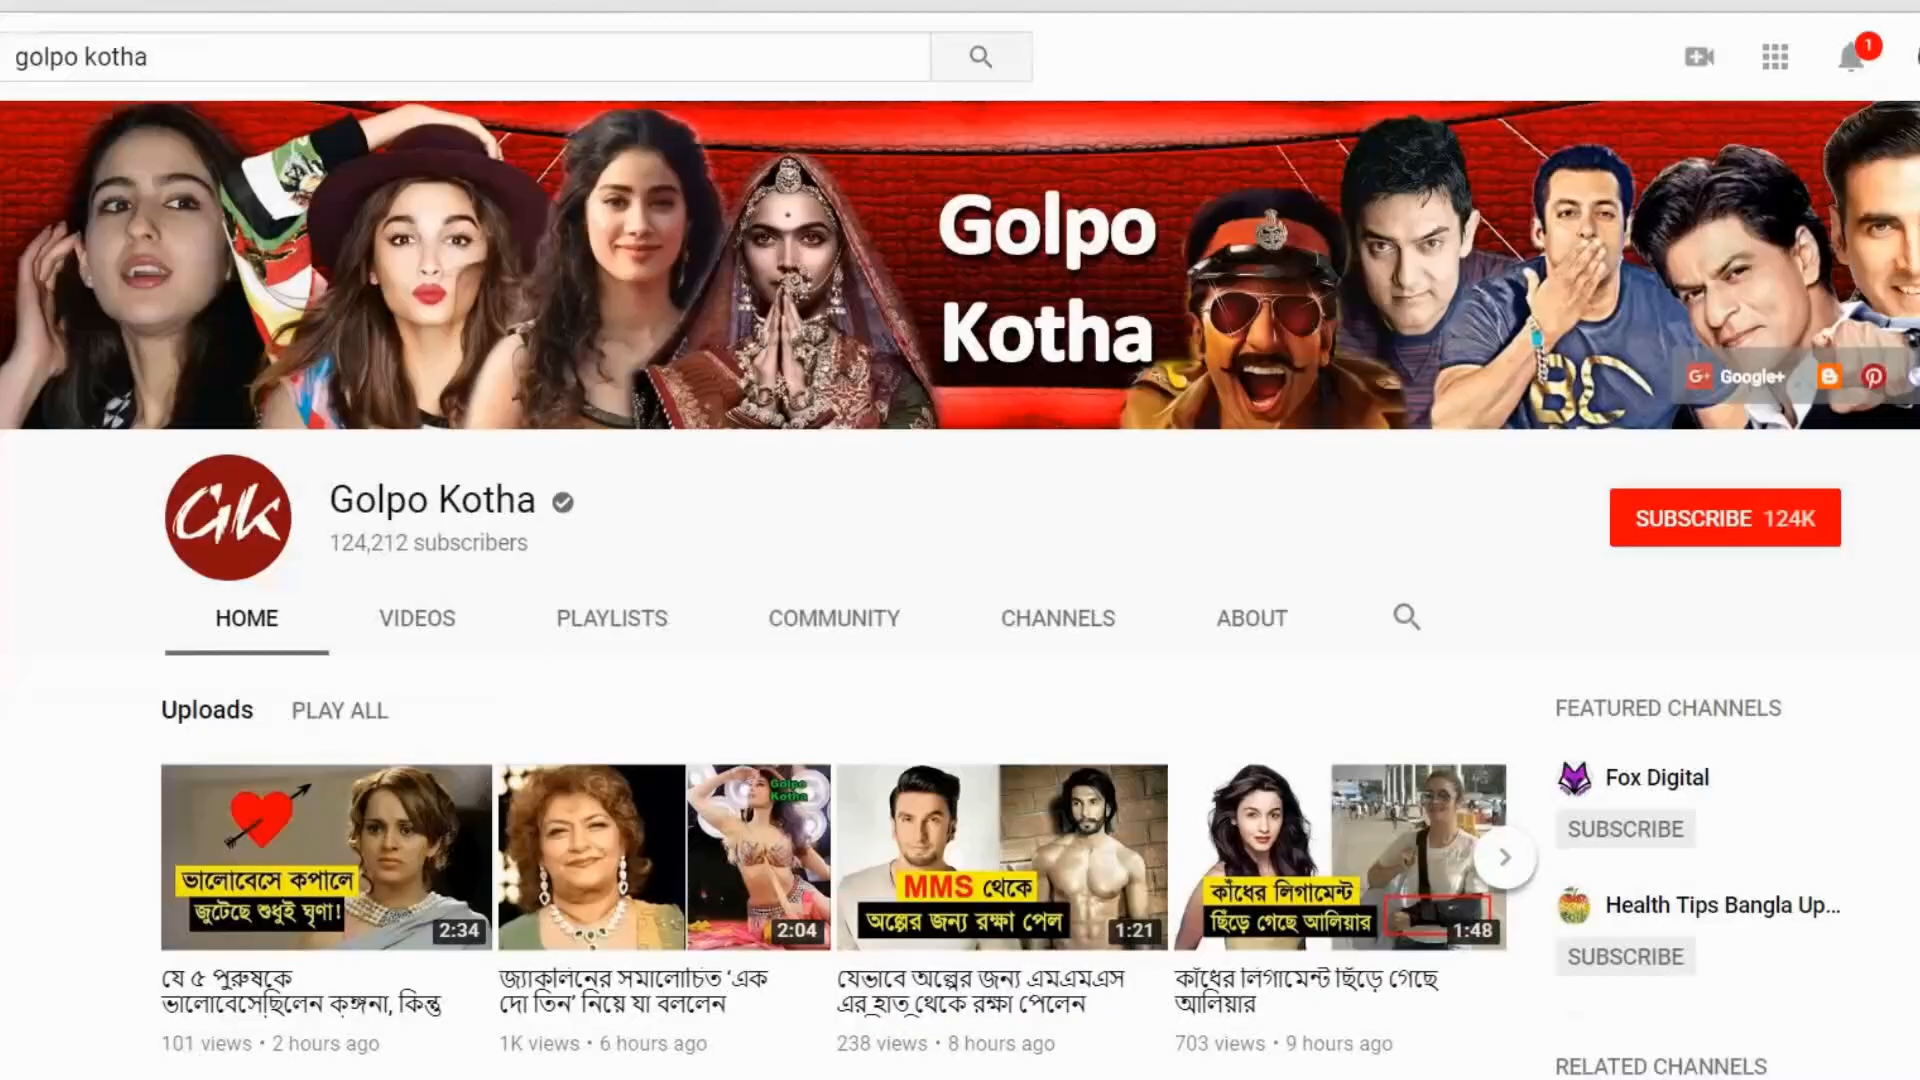 golpo kotha
1
Golpo
Kotha
G+ Google+
GK
Golpo Kotha
124,212 subscribers
SUBSCRIBE 124K
HOME VIDEOS PLAYLISTS COMMUNITY CHANNELS ABOUT
Uploads PLAY ALL
FEATURED CHANNELS
Fox Digital
SUBSCRIBE
Health Tips Bangla Up...
SUBSCRIBE
RELATED CHANNELS
ভালোবেসে কপালে
জুটেছে শুধুই ঘৃণা!
2:34
যে ৫ পুরুষকে
ভালোবেসেছিলেন কঙ্গনা, কিন্তু
101 views • 2 hours ago
Golpo
Kotha
2:04
জ্যাকলিনের সমালোচিত ‘এক
দো তিন’ নিয়ে যা বললেন
1K views • 6 hours ago
MMS থেকে
অল্পের জন্য রক্ষা পেল
1:21
যেভাবে অল্পের জন্য এমএমএস
এর হাত থেকে রক্ষা পেলেন
238 views • 8 hours ago
কাঁধের লিগামেন্ট
ছিঁড়ে গেছে আলিয়ার
1:48
কাঁধের লিগামেন্ট ছিঁড়ে গেছে
আলিয়ার
703 views • 9 hours ago